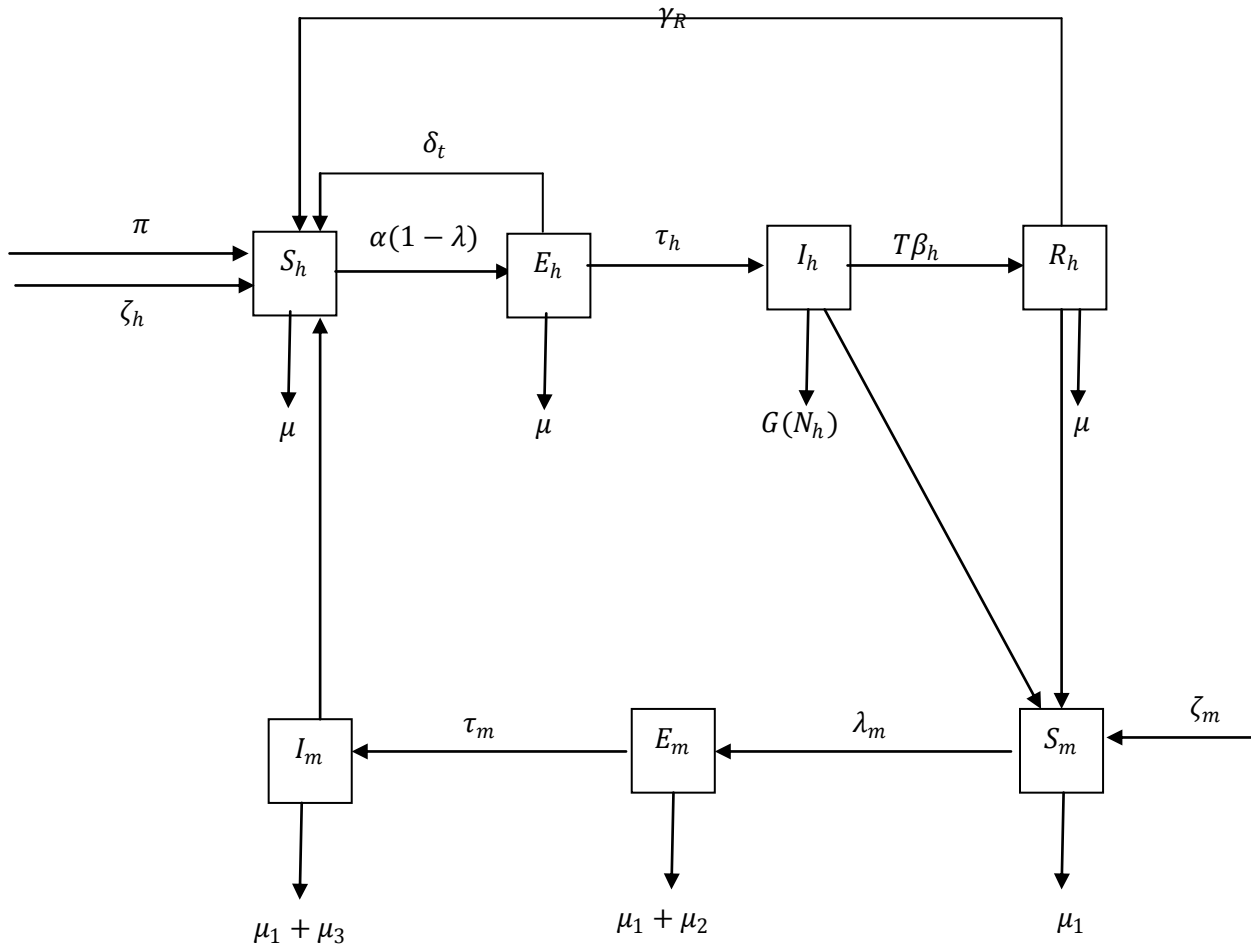 γ_R
δ_t
π
α(1 − λ)
τ_h
Tβ_h
S_h
E_h
I_h
R_h
ζ_h
μ
μ
G(N_h)
μ
τ_m
λ_m
ζ_m
I_m
E_m
S_m
μ_1 + μ_3
μ_1 + μ_2
μ_1